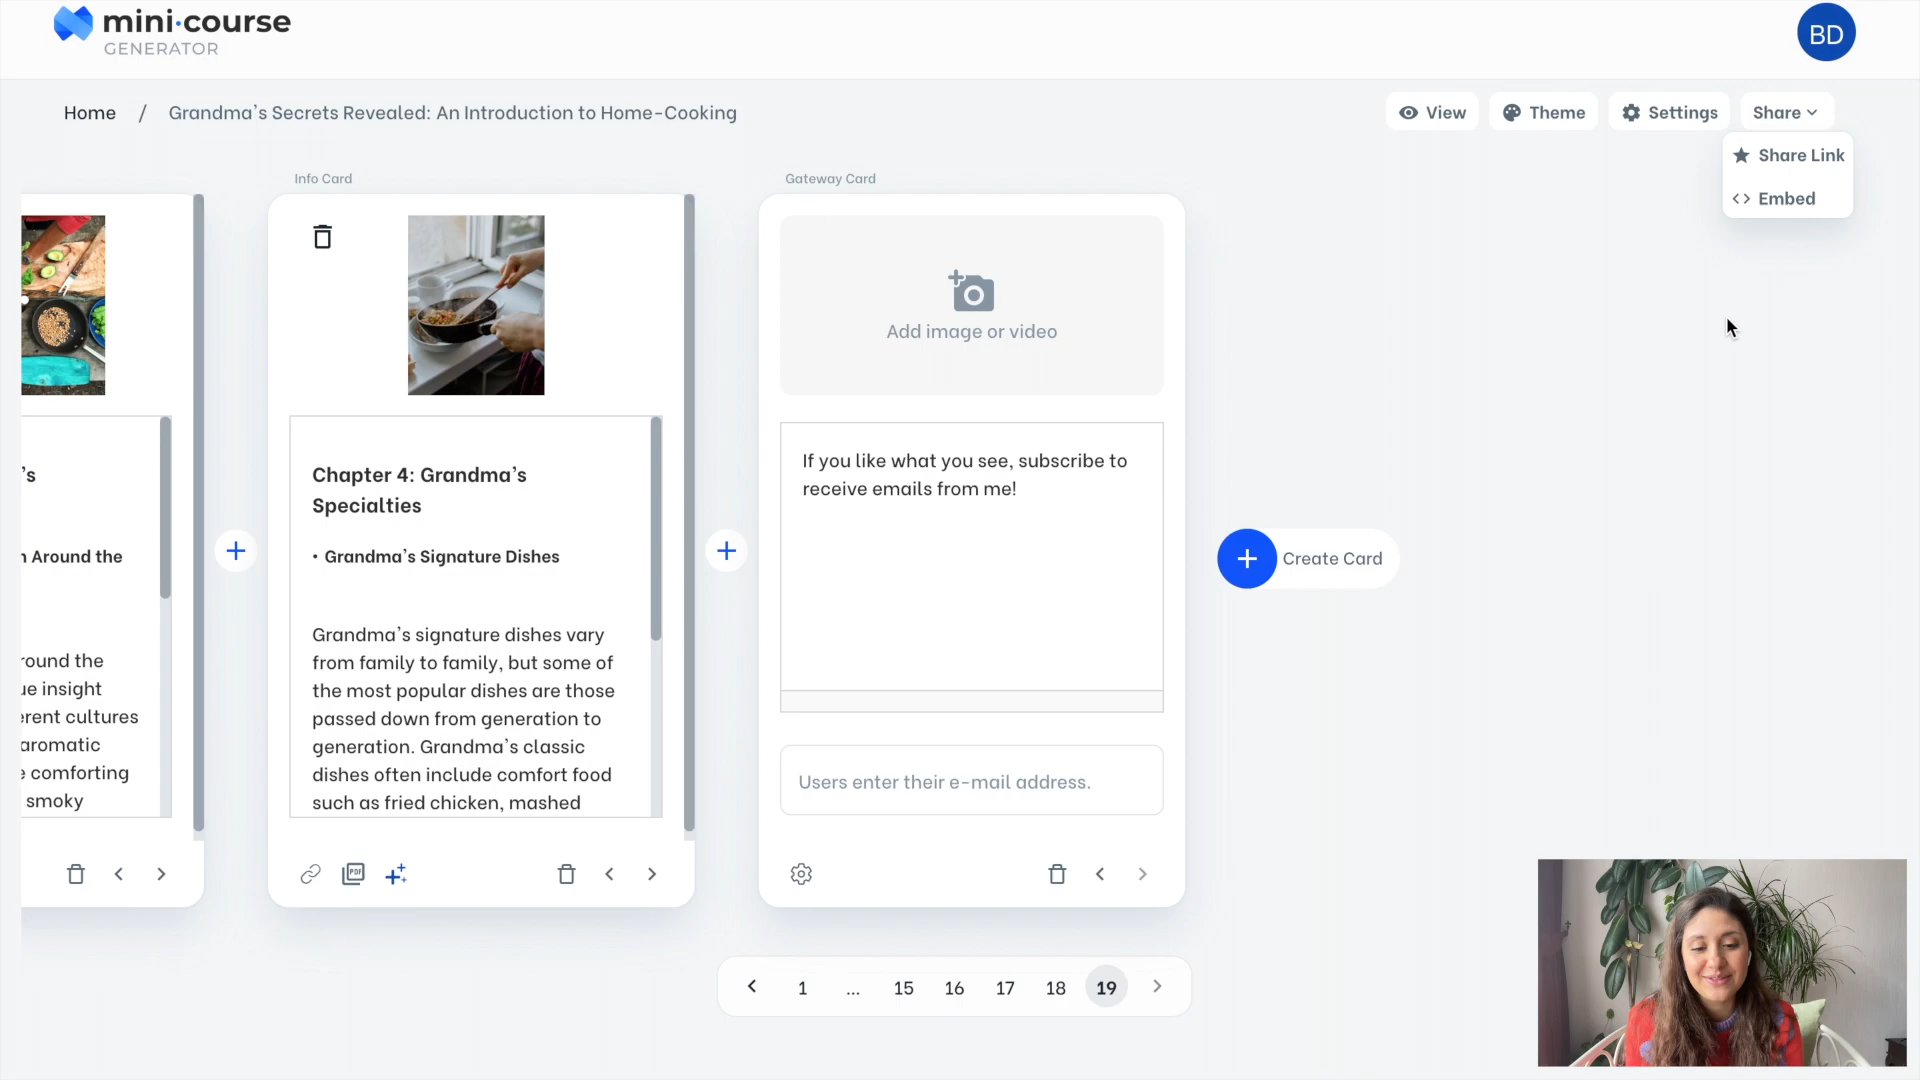 mini·course
GENERATOR
BD
Home / Grandma's Secrets Revealed: An Introduction to Home-Cooking
View
Theme
Settings
Share
Share Link
Embed
Info Card
Gateway Card
's
Around the
round the
insight
erent cultures
aromatic
comforting
smoky
Chapter 4: Grandma's
Specialties
• Grandma's Signature Dishes
Grandma's signature dishes vary
from family to family, but some of
the most popular dishes are those
passed down from generation to
generation. Grandma's classic
dishes often include comfort food
such as fried chicken, mashed
PDF
Add image or video
If you like what you see, subscribe to
receive emails from me!
Users enter their e-mail address.
Create Card
1 ... 15 16 17 18 19